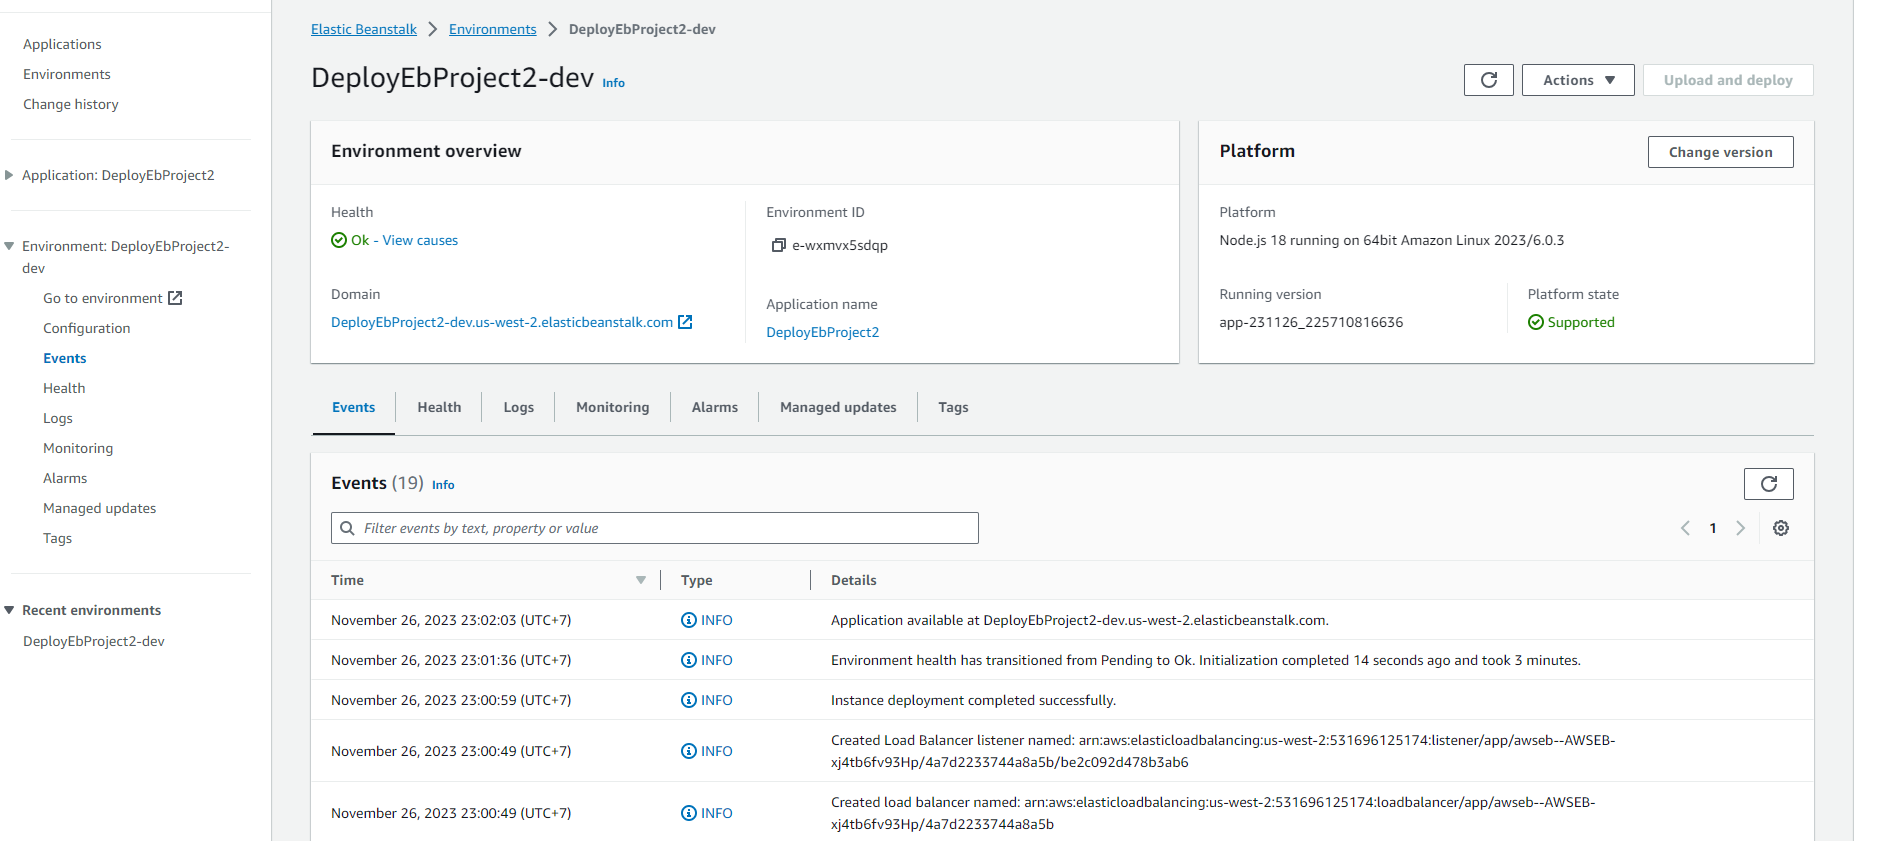 Applications
Environments
Change history
Application: DeployEbProject2
Environment: DeployEbProject2-
dev
Go to environment
Configuration
Events
Health
Logs
Monitoring
Alarms
Managed updates
Tags
Recent environments
DeployEbProject2-dev
Elastic Beanstalk > Environments > DeployEbProject2-dev
DeployEbProject2-dev Info
Actions
Upload and deploy
Environment overview
Health
Ok - View causes
Domain
DeployEbProject2-dev.us-west-2.elasticbeanstalk.com
Environment ID
e-wxmvx5sdqp
Application name
DeployEbProject2
Platform
Change version
Platform
Node.js 18 running on 64bit Amazon Linux 2023/6.0.3
Running version
app-231126_225710816636
Platform state
Supported
Events Health Logs Monitoring Alarms Managed updates Tags
Events (19) Info
Filter events by text, property or value
1
Time Type Details
November 26, 2023 23:02:03 (UTC+7) INFO Application available at DeployEbProject2-dev.us-west-2.elasticbeanstalk.com.
November 26, 2023 23:01:36 (UTC+7) INFO Environment health has transitioned from Pending to Ok. Initialization completed 14 seconds ago and took 3 minutes.
November 26, 2023 23:00:59 (UTC+7) INFO Instance deployment completed successfully.
November 26, 2023 23:00:49 (UTC+7) INFO Created Load Balancer listener named: arn:aws:elasticloadbalancing:us-west-2:531696125174:listener/app/awseb--AWSEB-
xj4tb6fv93Hp/4a7d2233744a8a5b/be2c092d478b3ab6
November 26, 2023 23:00:49 (UTC+7) INFO Created load balancer named: arn:aws:elasticloadbalancing:us-west-2:531696125174:loadbalancer/app/awseb--AWSEB-
xj4tb6fv93Hp/4a7d2233744a8a5b